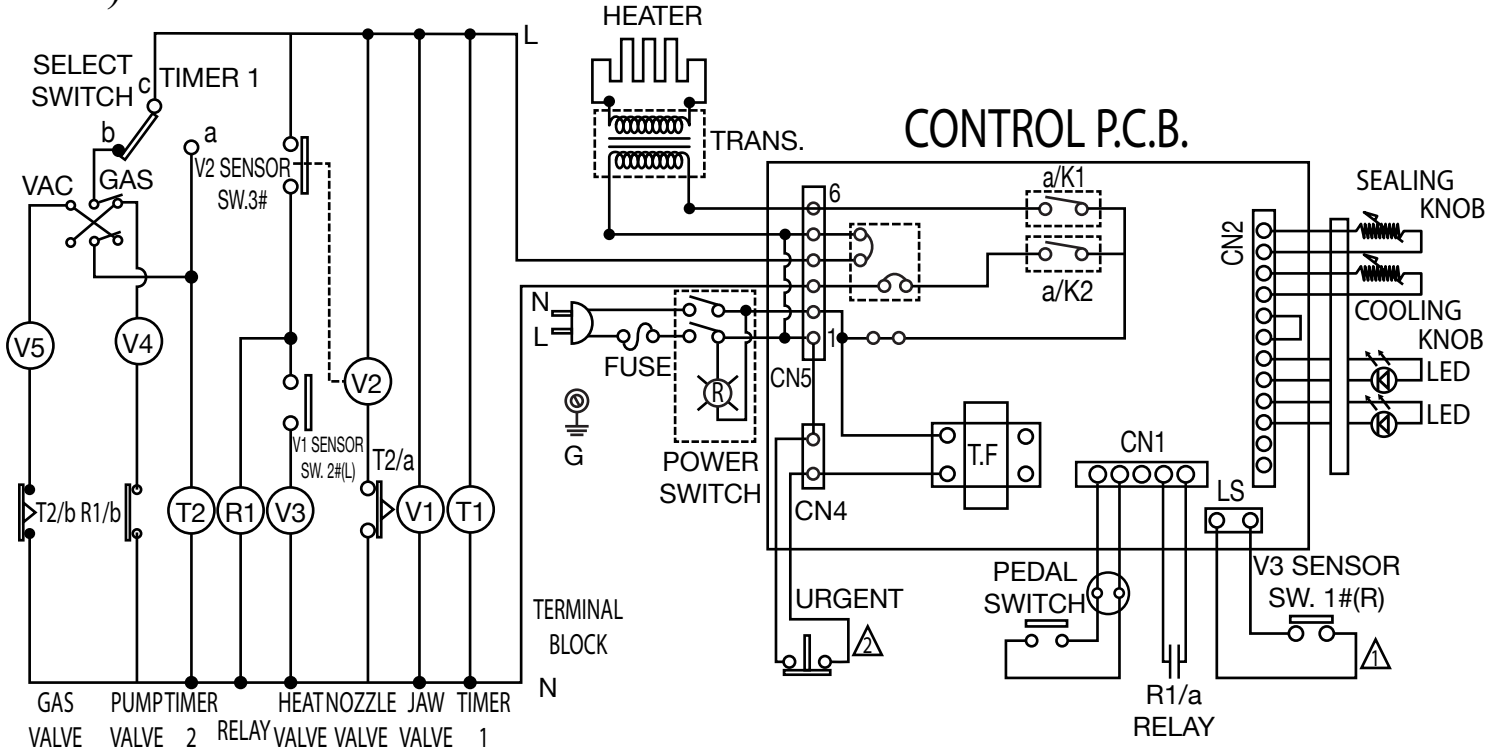 HEATER
L
SELECT
SWITCH
c
TIMER 1
b
a
TRANS.
CONTROL P.C.B.
VAC
GAS
V2 SENSOR
SW.3#
6
a/K1
a/K2
CN2
SEALING
KNOB
COOLING
KNOB
LED
LED
N
L
FUSE
R
1
CN5
V5
V4
V2
G
POWER
SWITCH
V1 SENSOR
SW. 2#(L)
T2/a
T.F
CN1
CN4
LS
T2/b
R1/b
T2
R1
V3
V1
T1
TERMINAL
BLOCK
URGENT
2
PEDAL
SWITCH
V3 SENSOR
SW. 1#(R)
1
R1/a
RELAY
N
GAS
VALVE
PUMP
VALVE
TIMER
2
RELAY
HEAT
VALVE
NOZZLE
VALVE
JAW
VALVE
TIMER
1